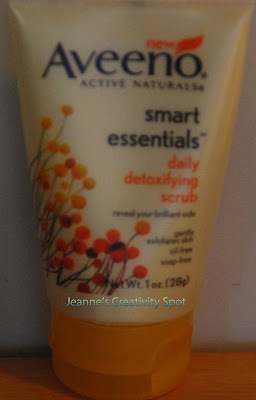 new
Aveeno®
ACTIVE NATURALS®
smart
essentials™
daily
detoxifying
scrub
reveal your brilliant side
gently
exfoliates skin
oil-free
soap-free
Net Wt. 1 oz. (28g)
Jeanne's Creativity Spot